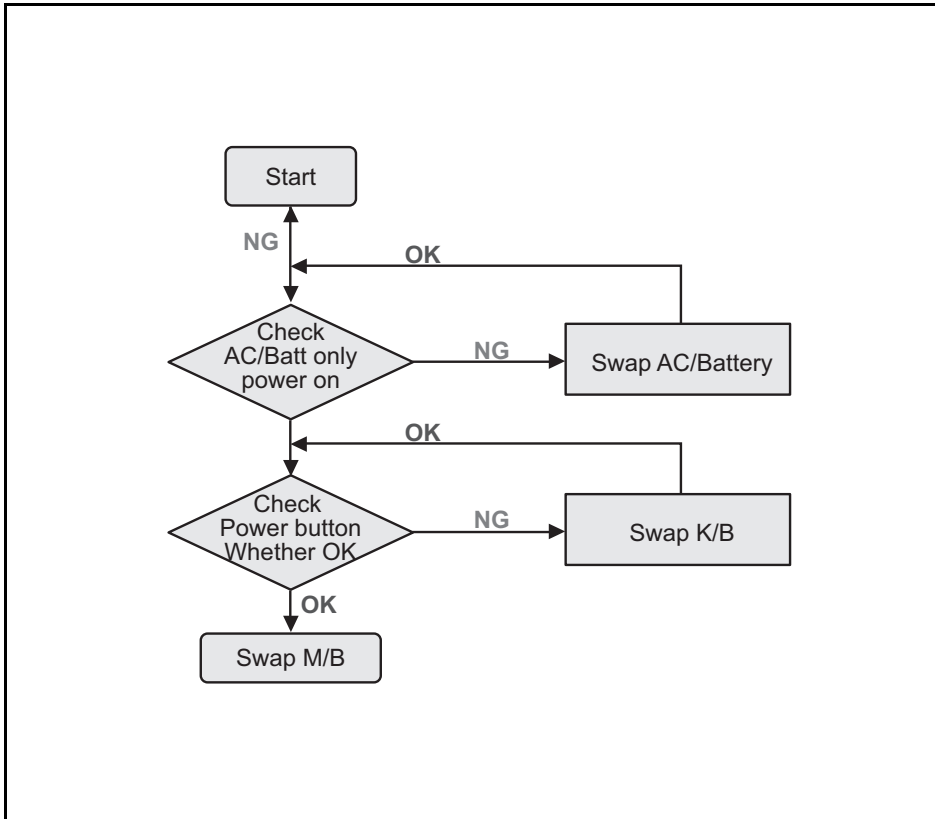 Start
NG
OK
Check
AC/Batt only
power on
NG
Swap AC/Battery
OK
Check
Power button
Whether OK
NG
Swap K/B
OK
Swap M/B